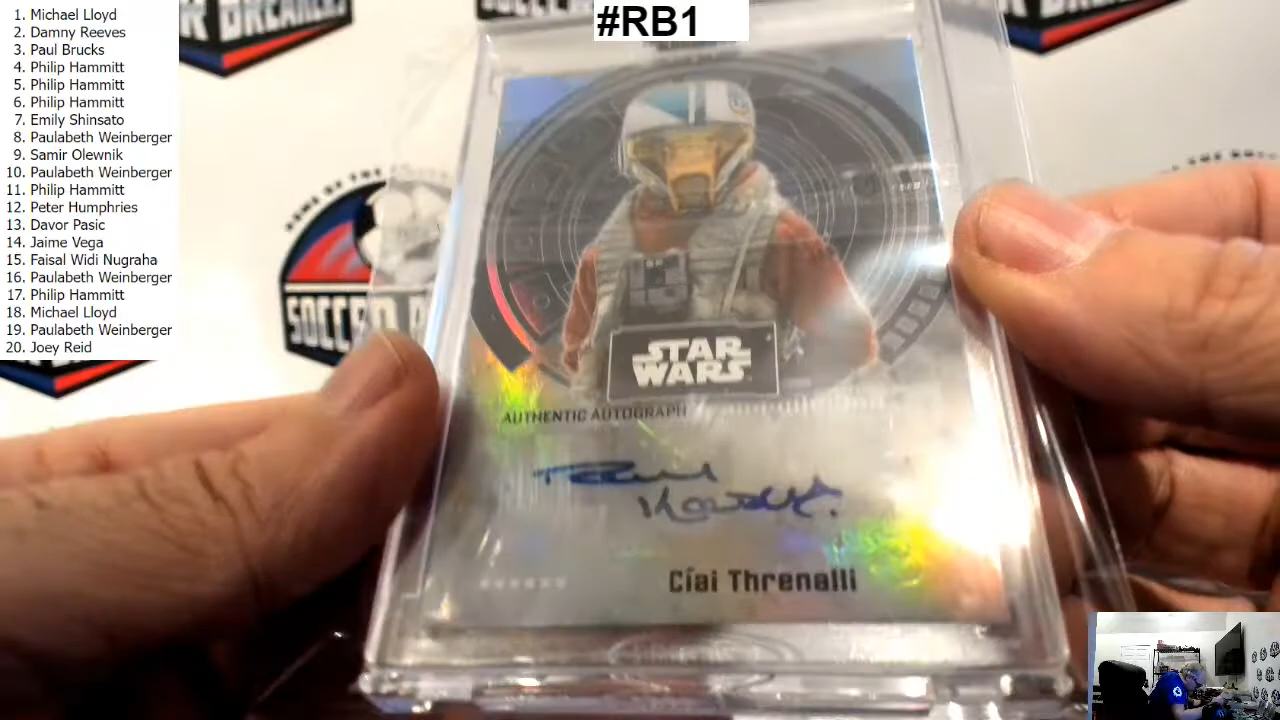 1. Michael Lloyd
2. Damny Reeves
3. Paul Brucks
4. Philip Hammitt
5. Philip Hammitt
6. Philip Hammitt
7. Emily Shinsato
8. Paulabeth Weinberger
9. Samir Olewnik
10. Paulabeth Weinberger
11. Philip Hammitt
12. Peter Humphries
13. Davor Pasic
14. Jaime Vega
15. Faisal Widi Nugraha
16. Paulabeth Weinberger
17. Philip Hammitt
18. Michael Lloyd
19. Paulabeth Weinberger
20. Joey Reid
#RB1
STAR
WARS
AUTHENTIC AUTOGRAPH
Paul
Cíai Threnalli
SOCCER